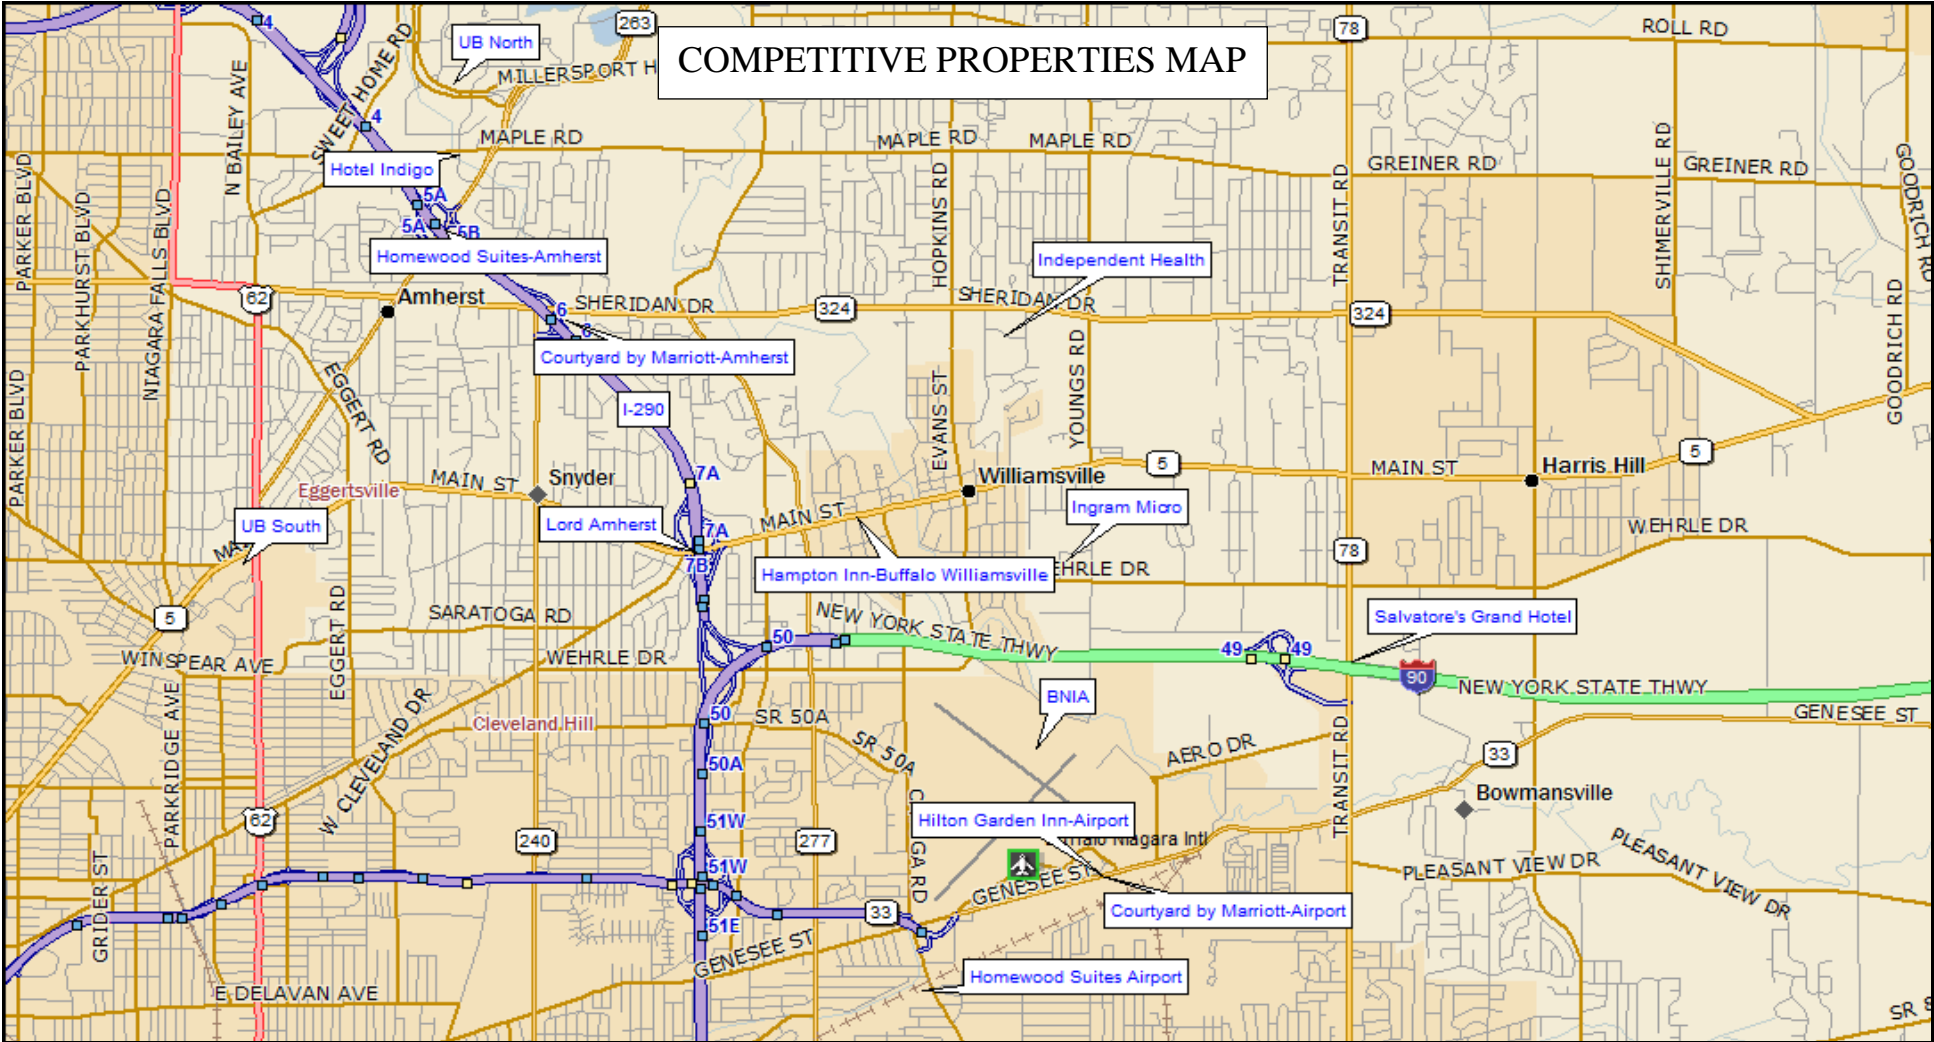 4
263
UB North
COMPETITIVE PROPERTIES MAP
78
ROLL RD
MILLERSPORT H
N BAILEY AVE
SWEET HOME RD
4
MAPLE RD
MAPLE RD
MAPLE RD
GREINER RD
GREINER RD
SHIMERVILLE RD
GOODRICH RD
PARKER BLVD
PARKHURST BLVD
NIAGARA FALLS BLVD
Hotel Indigo
5A
5A
5B
HOPKINS RD
TRANSIT RD
Homewood Suites-Amherst
Independent Health
62
Amherst
6
SHERIDAN DR
324
SHERIDAN DR
324
GOODRICH RD
Courtyard by Marriott-Amherst
YOUNGS RD
EGGERT RD
PARKER BLVD
I-290
EVANS ST
5
5
MAIN ST
Harris Hill
7A
Williamsville
MAIN ST
Snyder
Eggertsville
UB South
Lord Amherst
7A
MAIN ST
Ingram Micro
WEHRLE DR
78
7B
Hampton Inn-Buffalo Williamsville
EHRLE DR
5
EGGERT RD
SARATOGA RD
NEW YORK STATE THWY
Salvatore's Grand Hotel
50
49
49
WINSPEAR AVE
WEHRLE DR
90
NEW YORK STATE THWY
BNIA
PARKRIDGE AVE
W CLEVELAND DR
Cleveland Hill
50
SR 50A
SR 50A
AERO DR
TRANSIT RD
GENESEE ST
33
50A
Bowmansville
62
240
51W
277
Hilton Garden Inn-Airport
Niagara Intl
GRIDER ST
51W
GENESEE ST
PLEASANT VIEW DR
PLEASANT VIEW DR
33
Courtyard by Marriott-Airport
51E
GENESEE ST
Homewood Suites Airport
E DELAVAN AVE
SR